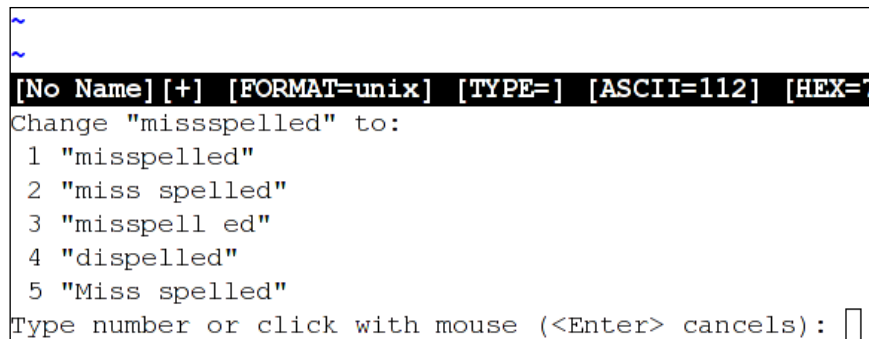 ~
~
[No Name][+] [FORMAT=unix] [TYPE=] [ASCII=112] [HEX=7
Change "missspelled" to:
1 "misspelled"
2 "miss spelled"
3 "misspell ed"
4 "dispelled"
5 "Miss spelled"
Type number or click with mouse (<Enter> cancels):